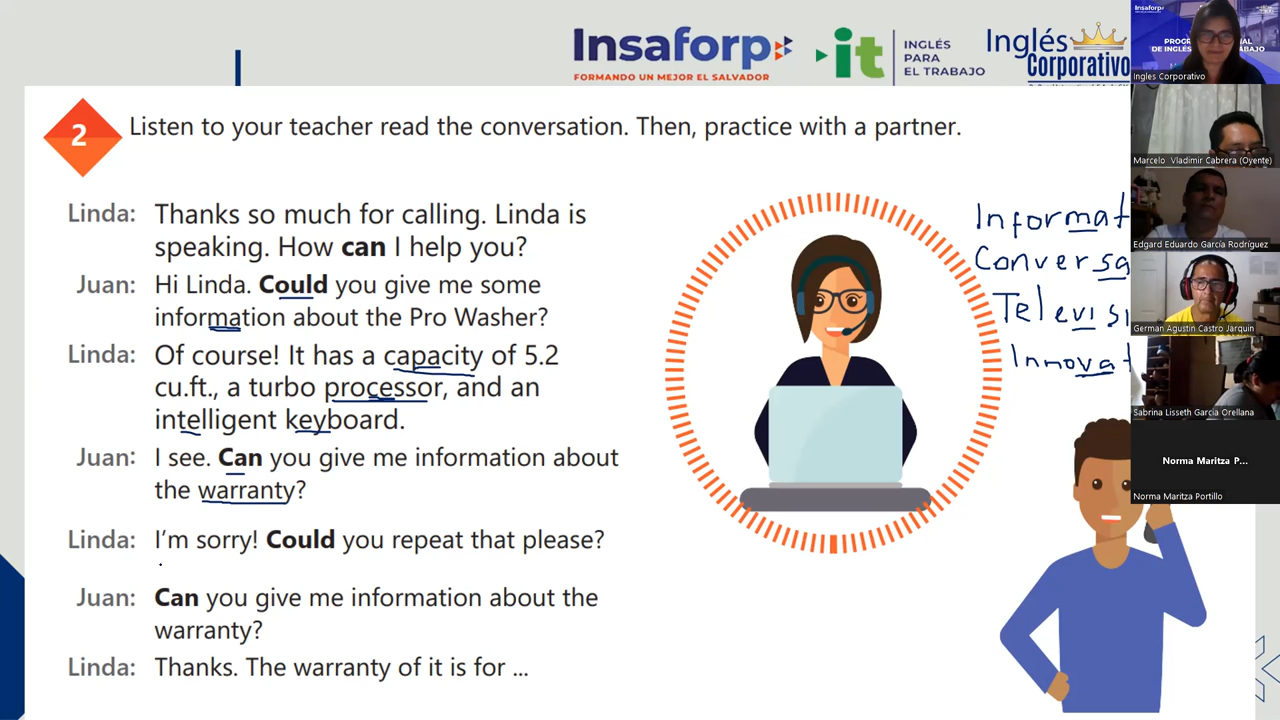 Insaforp
FORMANDO UN MEJOR EL SALVADOR
it
INGLÉS
PARA
EL TRABAJO
Inglés
Corporativo
2
Listen to your teacher read the conversation. Then, practice with a partner.
Linda: Thanks so much for calling. Linda is
speaking. How can I help you?
Juan: Hi Linda. Could you give me some
information about the Pro Washer?
Linda: Of course! It has a capacity of 5.2
cu.ft., a turbo processor, and an
intelligent keyboard.
Juan: I see. Can you give me information about
the warranty?
Linda: I'm sorry! Could you repeat that please?
Juan: Can you give me information about the
warranty?
Linda: Thanks. The warranty of it is for ...
Informat
Conversa
Televisi
Innovat
Insaforp
Ingles Corporativo
Marcelo Vladimir Cabrera (Oyente)
Edgard Eduardo García Rodríguez
German Agustin Castro Jarquin
Sabrina Lisseth García Orellana
Norma Maritza P...
Norma Maritza Portillo